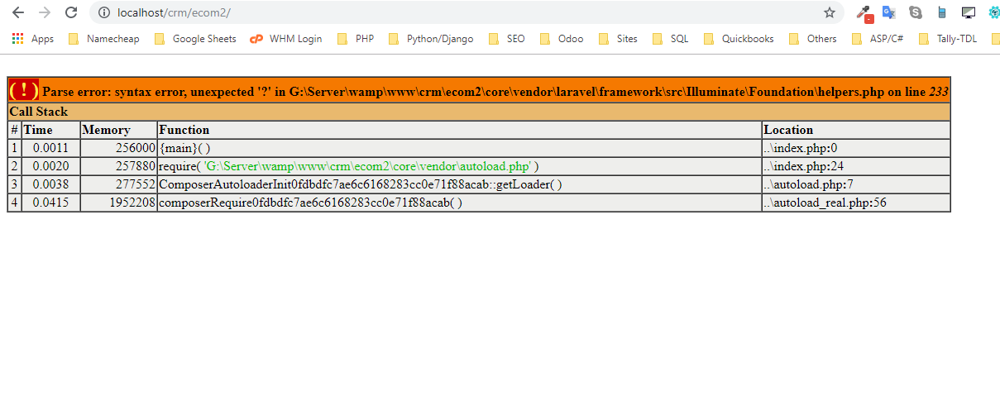 localhost/crm/ecom2/
Apps Namecheap Google Sheets WHM Login PHP Python/Django SEO Odoo Sites SQL Quickbooks Others ASP/C# Tally-TDL
( ! ) Parse error: syntax error, unexpected '?' in G:\Server\wamp\www\crm\ecom2\core\vendor\laravel\framework\src\Illuminate\Foundation\helpers.php on line 233
Call Stack
# Time Memory Function Location
1 0.0011 256000 {main}( ) ..\index.php:0
2 0.0020 257880 require( 'G:\Server\wamp\www\crm\ecom2\core\vendor\autoload.php' ) ..\index.php:24
3 0.0038 277552 ComposerAutoloaderInit0fdbdfc7ae6c6168283cc0e71f88acab::getLoader( ) ..\autoload.php:7
4 0.0415 1952208 composerRequire0fdbdfc7ae6c6168283cc0e71f88acab( ) ..\autoload_real.php:56